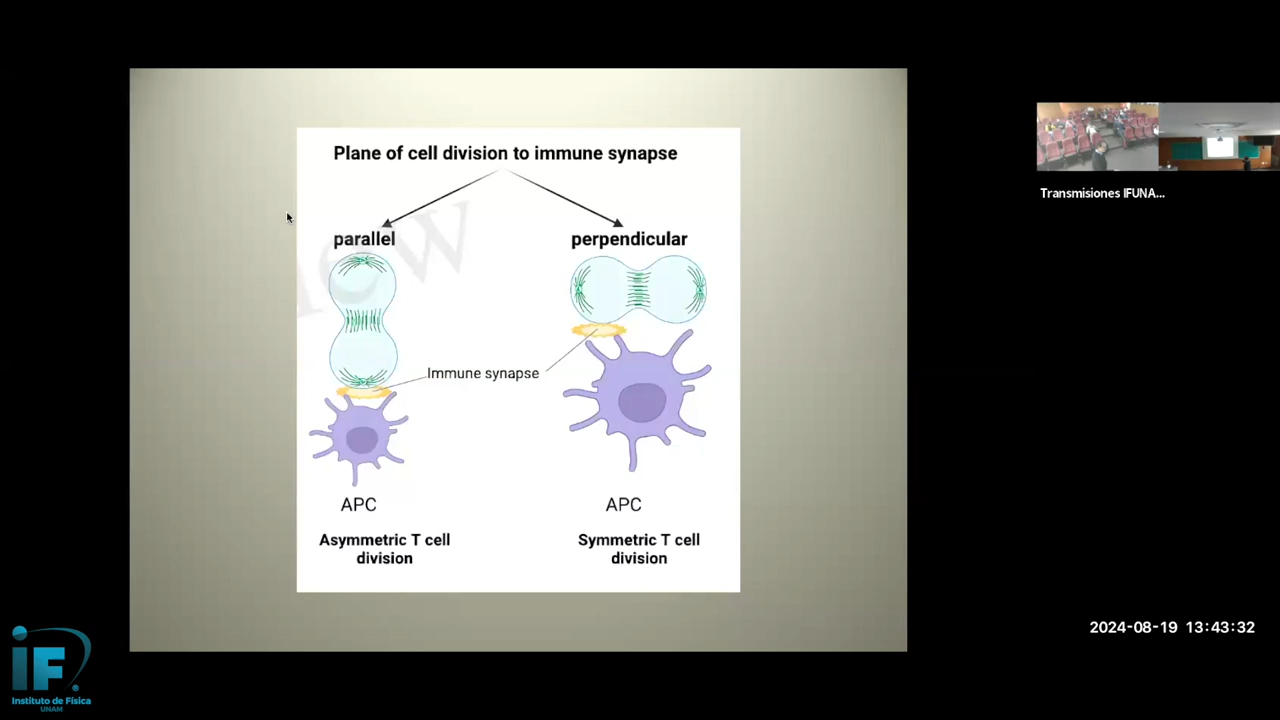 Plane of cell division to immune synapse
parallel
perpendicular
Immune synapse
APC
APC
Asymmetric T cell
division
Symmetric T cell
division
Transmisiones IFUNA...
2024-08-19 13:43:32
iF
Instituto de Física
UNAM